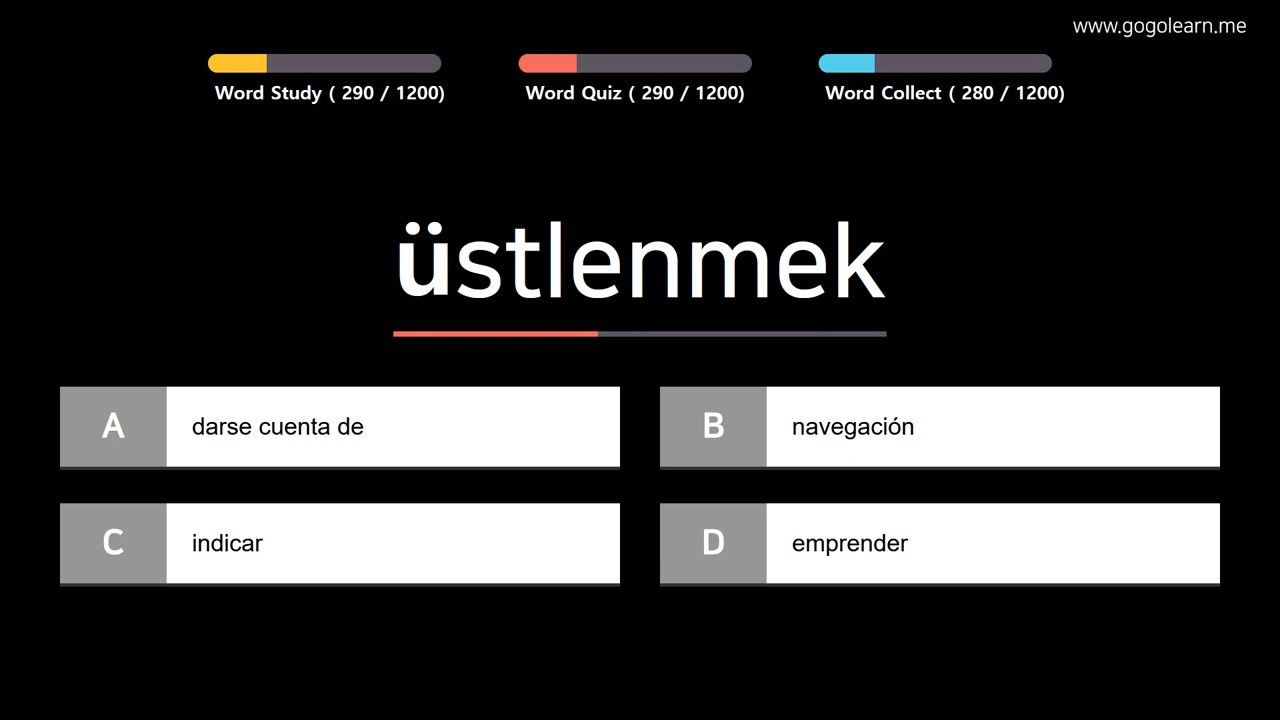 www.gogolearn.me
Word Study ( 290 / 1200)
Word Quiz ( 290 / 1200)
Word Collect ( 280 / 1200)
üstlenmek
A
darse cuenta de
B
navegación
C
indicar
D
emprender